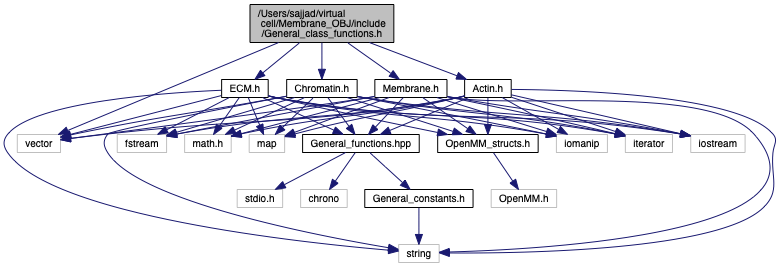 /Users/sajjad/virtual
cell/Membrane_OBJ/include
/General_class_functions.h
ECM.h
Chromatin.h
Membrane.h
Actin.h
vector
fstream
math.h
map
General_functions.hpp
OpenMM_structs.h
iomanip
iterator
iostream
stdio.h
chrono
General_constants.h
OpenMM.h
string